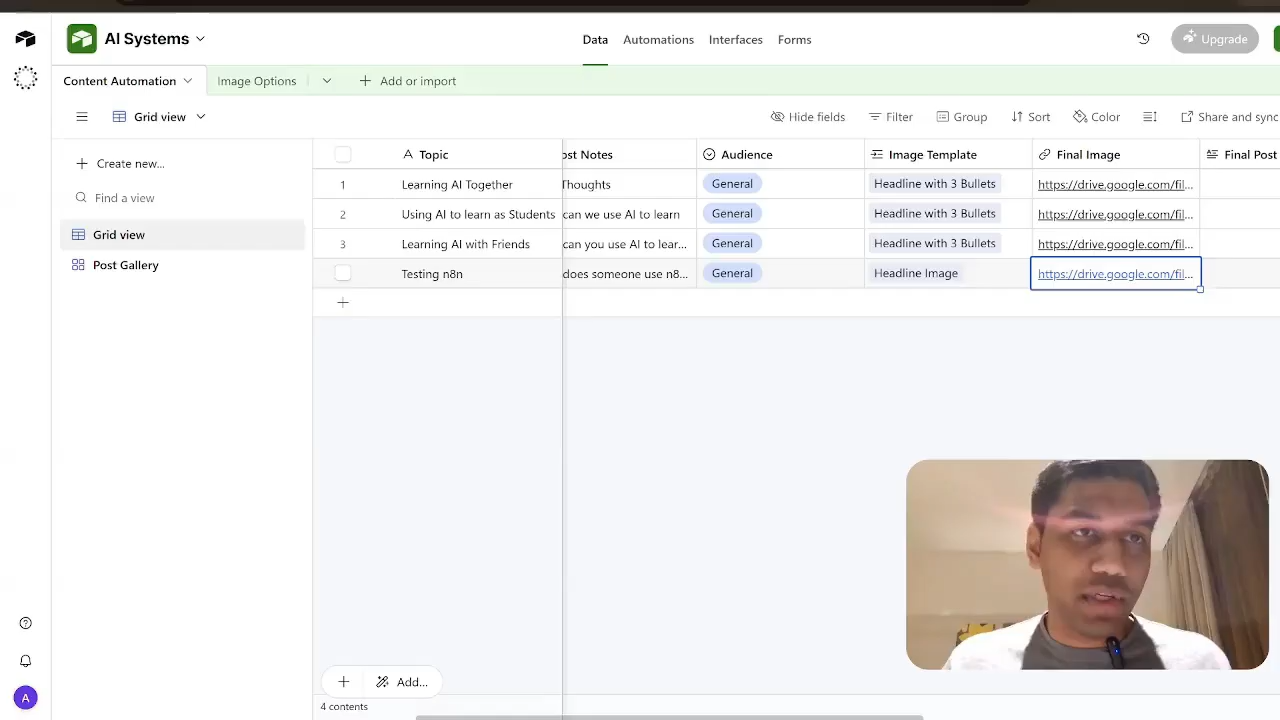 AI Systems
Data Automations Interfaces Forms
Upgrade
Content Automation Image Options Add or import
Grid view
Hide fields Filter Group Sort Color Share and sync
Create new...
Find a view
Grid view
Post Gallery
Topic ost Notes Audience Image Template Final Image Final Post
1 Learning AI Together Thoughts General Headline with 3 Bullets https://drive.google.com/fil...
2 Using AI to learn as Students can we use AI to learn General Headline with 3 Bullets https://drive.google.com/fil...
3 Learning AI with Friends can you use AI to lear... General Headline with 3 Bullets https://drive.google.com/fil...
Testing n8n does someone use n8... General Headline Image https://drive.google.com/fil...
Add...
4 contents
A